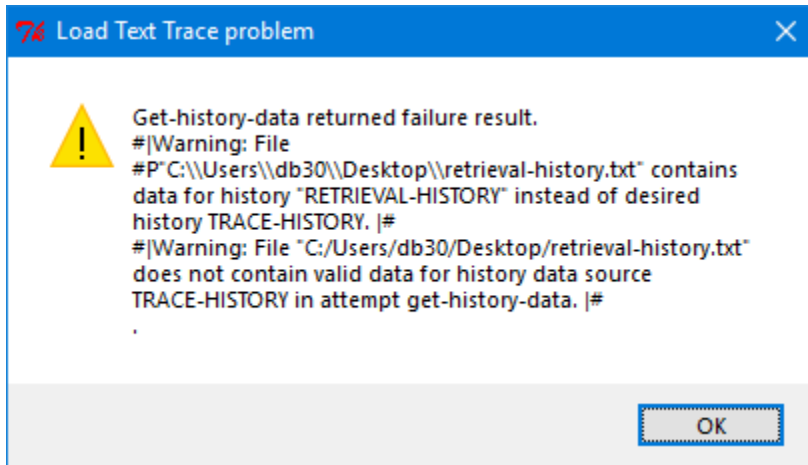 Load Text Trace problem
Get-history-data returned failure result.
#|Warning: File
#P"C:\\Users\\db30\\Desktop\\retrieval-history.txt" contains
data for history "RETRIEVAL-HISTORY" instead of desired
history TRACE-HISTORY. |#
#|Warning: File "C:/Users/db30/Desktop/retrieval-history.txt"
does not contain valid data for history data source
TRACE-HISTORY in attempt get-history-data. |#
.
OK